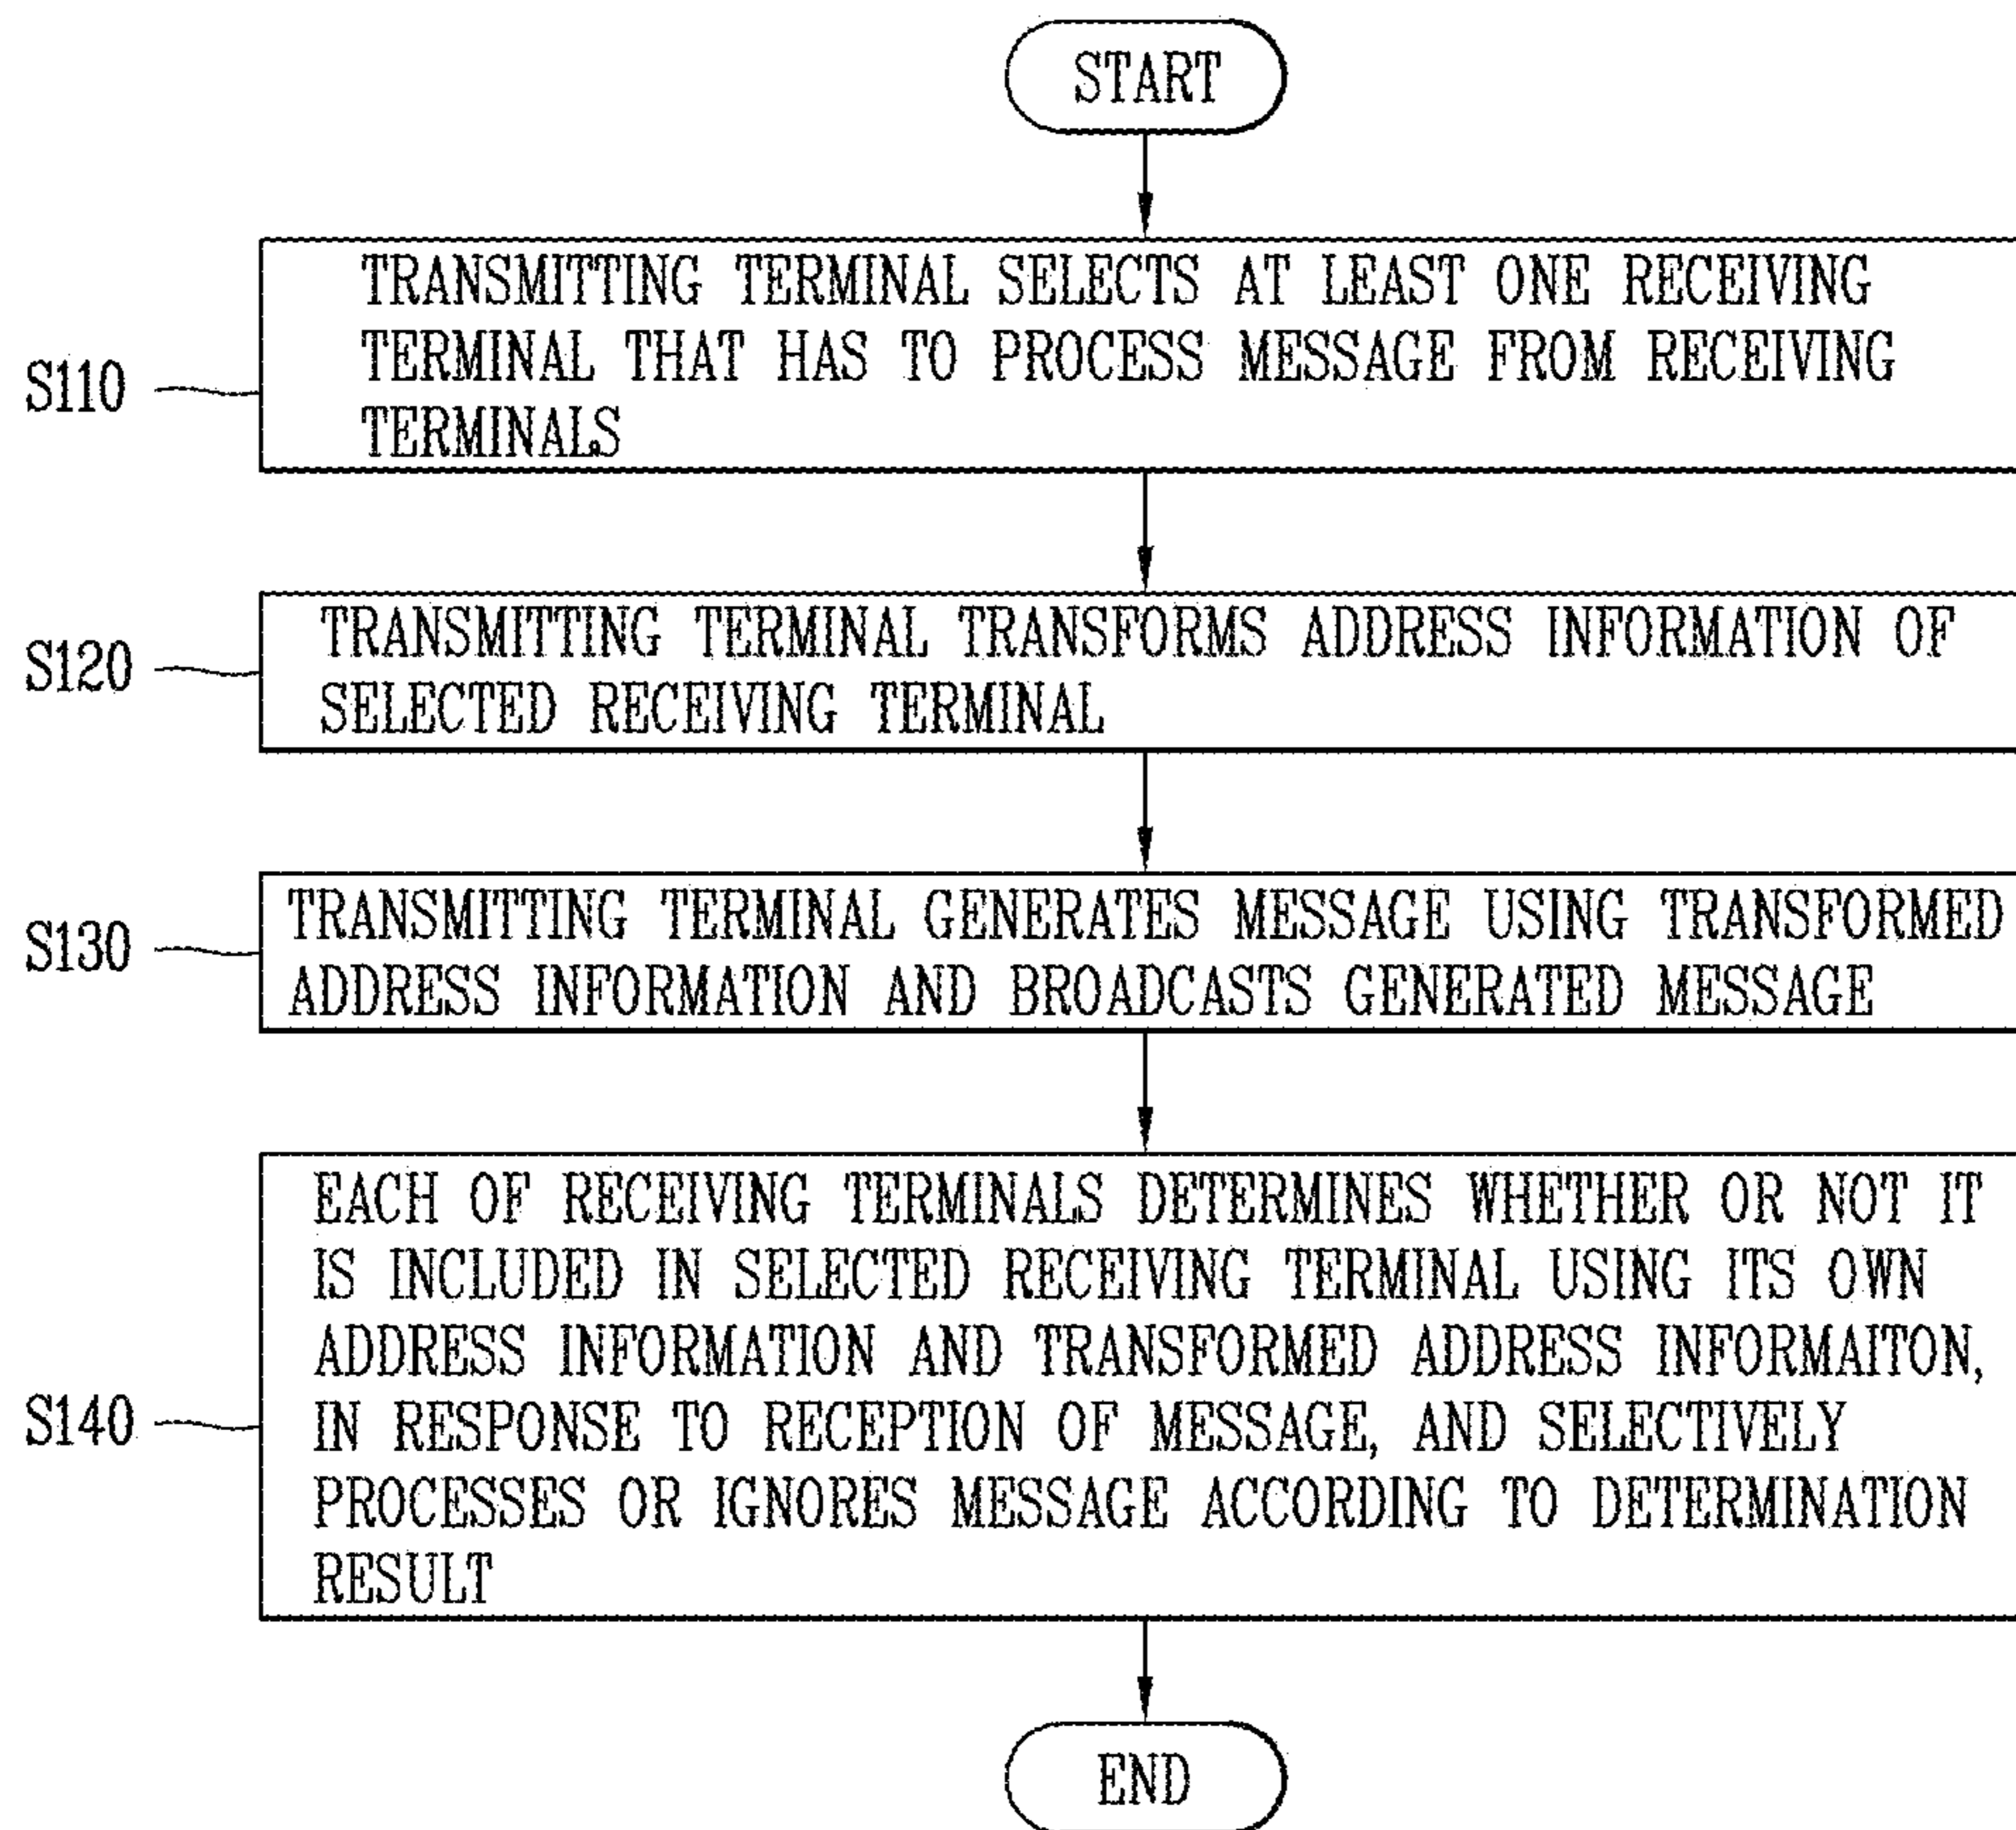 START
S110
TRANSMITTING TERMINAL SELECTS AT LEAST ONE RECEIVING
TERMINAL THAT HAS TO PROCESS MESSAGE FROM RECEIVING
TERMINALS
S120
TRANSMITTING TERMINAL TRANSFORMS ADDRESS INFORMATION OF
SELECTED RECEIVING TERMINAL
S130
TRANSMITTING TERMINAL GENERATES MESSAGE USING TRANSFORMED
ADDRESS INFORMATION AND BROADCASTS GENERATED MESSAGE
S140
EACH OF RECEIVING TERMINALS DETERMINES WHETHER OR NOT IT
IS INCLUDED IN SELECTED RECEIVING TERMINAL USING ITS OWN
ADDRESS INFORMATION AND TRANSFORMED ADDRESS INFORMAITON,
IN RESPONSE TO RECEPTION OF MESSAGE, AND SELECTIVELY
PROCESSES OR IGNORES MESSAGE ACCORDING TO DETERMINATION
RESULT
END